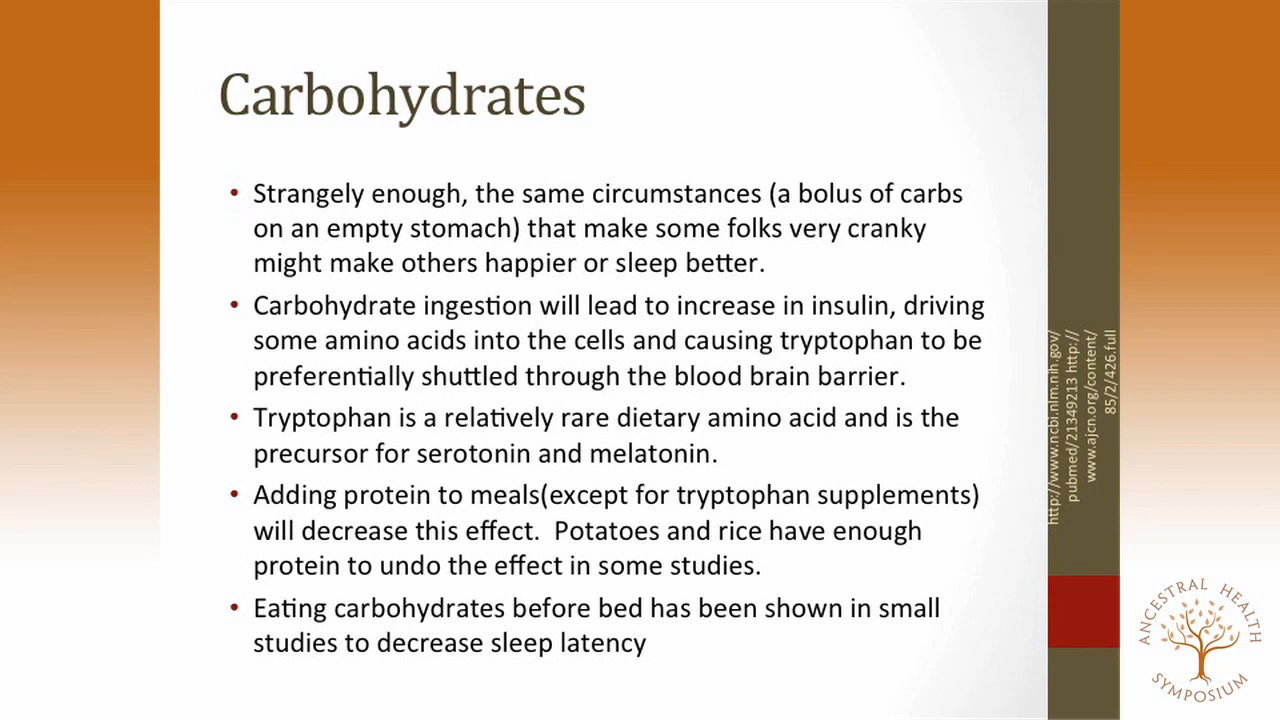 Carbohydrates
• Strangely enough, the same circumstances (a bolus of carbs
on an empty stomach) that make some folks very cranky
might make others happier or sleep better.
• Carbohydrate ingestion will lead to increase in insulin, driving
some amino acids into the cells and causing tryptophan to be
preferentially shuttled through the blood brain barrier.
• Tryptophan is a relatively rare dietary amino acid and is the
precursor for serotonin and melatonin.
• Adding protein to meals(except for tryptophan supplements)
will decrease this effect.  Potatoes and rice have enough
protein to undo the effect in some studies.
• Eating carbohydrates before bed has been shown in small
studies to decrease sleep latency
http://www.ncbi.nlm.nih.gov/
pubmed/21349213 http://
www.ajcn.org/content/
85/2/426.full
ANCESTRAL HEALTH
SYMPOSIUM